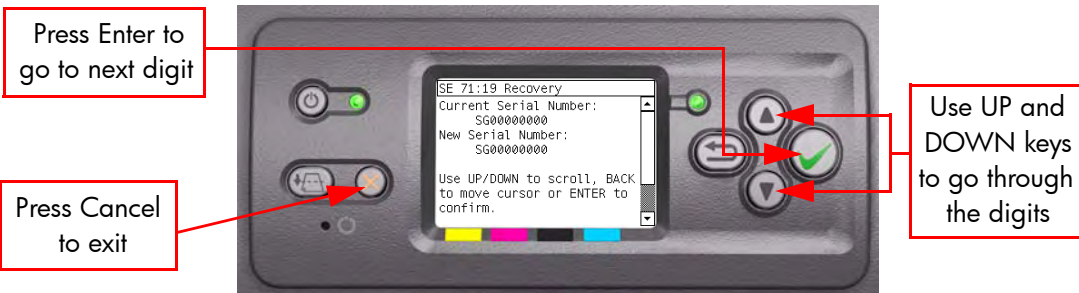 Press Enter to
go to next digit
Press Cancel
to exit
SE 71:19 Recovery
Current Serial Number:
SG00000000
New Serial Number:
SG00000000
Use UP/DOWN to scroll, BACK
to move cursor or ENTER to
confirm.
Use UP and
DOWN keys
to go through
the digits